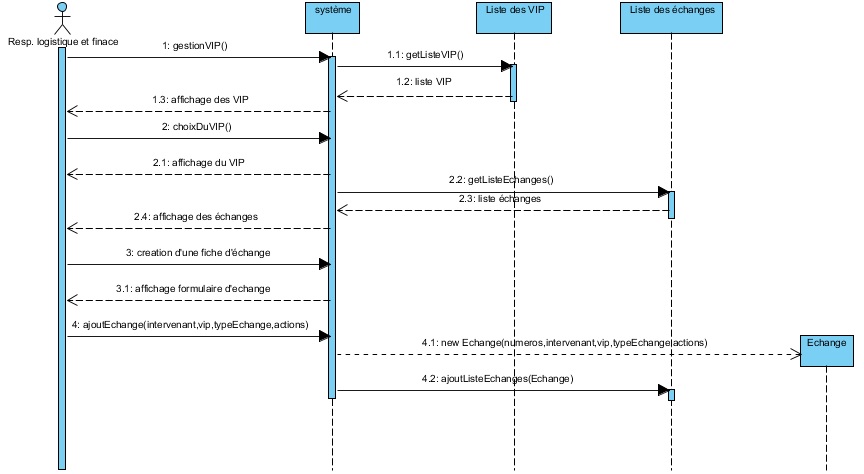 systéme
Liste des VIP
Liste des échanges
Resp. logistique et finace
1: gestionVIP()
1.1: getListeVIP()
1.2: liste VIP
1.3: affichage des VIP
2: choixDuVIP()
2.1: affichage du VIP
2.2: getListeEchanges()
2.3: liste échanges
2.4: affichage des échanges
3: creation d'une fiche d'échange
3.1: affichage formulaire d'echange
4: ajoutEchange(intervenant,vip,typeEchange,actions)
4.1: new Echange(numeros,intervenant,vip,typeEchange,actions)
Echange
4.2: ajoutListeEchanges(Echange)